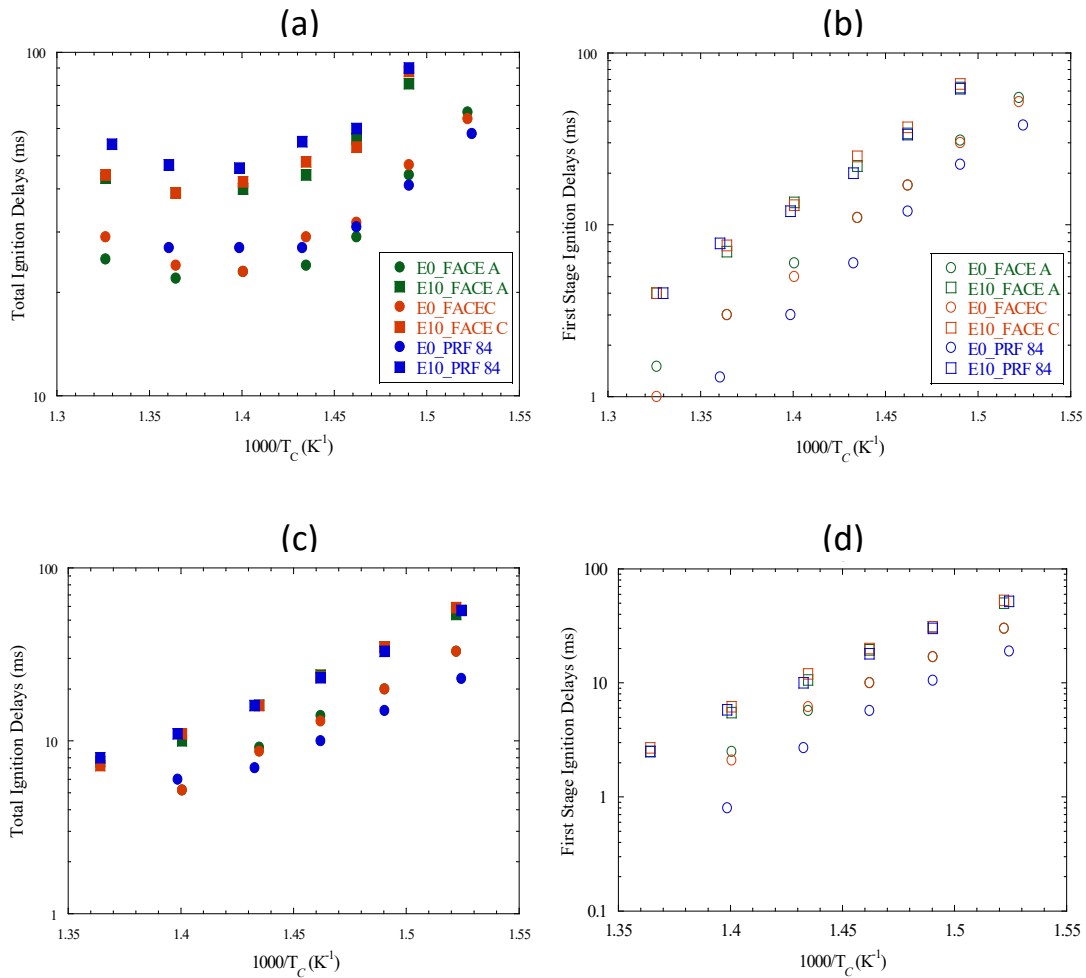 (a)
100
10
Total Ignition Delays (ms)
E0_FACE A
E10_FACE A
E0_FACEC
E10_FACE C
E0_PRF 84
E10_PRF 84
1.3
1.35
1.4
1.45
1.5
1.55
1000/T_C (K^-1)
(b)
100
10
1
First Stage Ignition Delays (ms)
E0_FACE A
E10_FACE A
E0_FACEC
E10_FACE C
E0_PRF 84
E10_PRF 84
1.3
1.35
1.4
1.45
1.5
1.55
1000/T_C (K^-1)
(c)
100
10
1
Total Ignition Delays (ms)
1.35
1.4
1.45
1.5
1.55
1000/T_C (K^-1)
(d)
100
10
1
0.1
First Stage Ignition Delays (ms)
1.35
1.4
1.45
1.5
1.55
1000/T_C (K^-1)